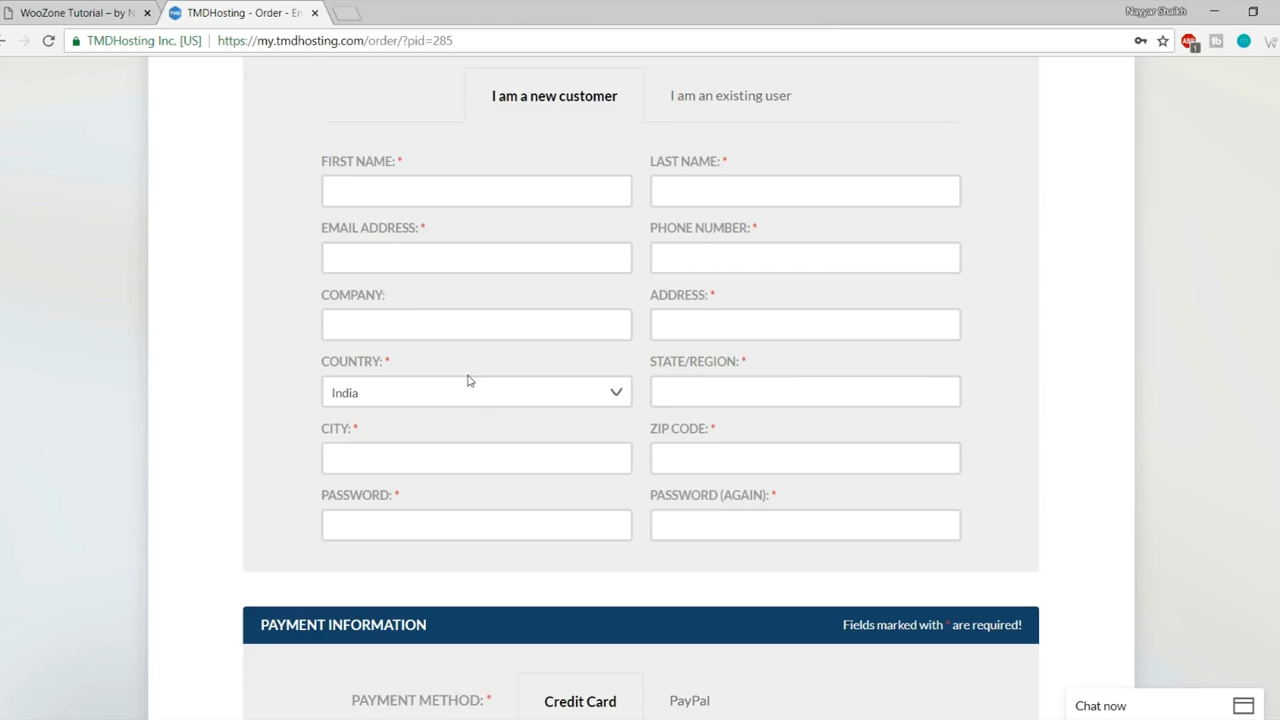 WooZone Tutorial – by N
TMDHosting - Order - En
Nayyar Shaikh
TMDHosting Inc. [US] https://my.tmdhosting.com/order/?pid=285
ABP
1
I am a new customer I am an existing user
FIRST NAME: * LAST NAME: *
EMAIL ADDRESS: * PHONE NUMBER: *
COMPANY: ADDRESS: *
COUNTRY: * STATE/REGION: *
India
CITY: * ZIP CODE: *
PASSWORD: * PASSWORD (AGAIN): *
PAYMENT INFORMATION Fields marked with * are required!
PAYMENT METHOD: * Credit Card PayPal
Chat now